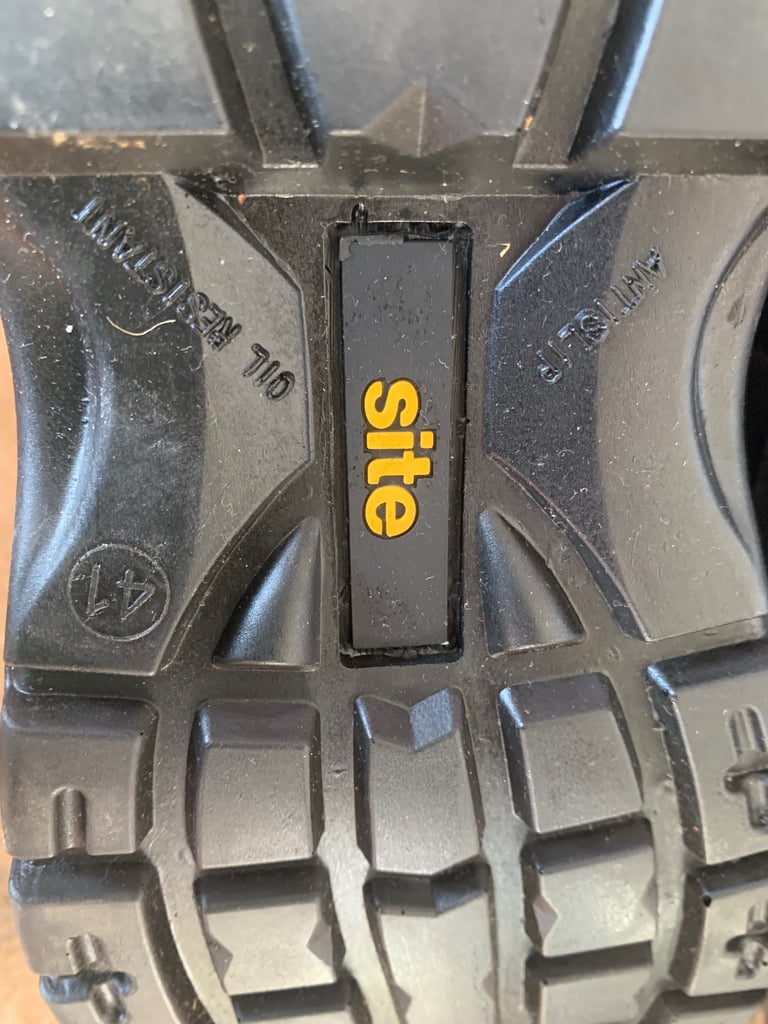 OIL RESISTANT
ANTISLIP
site
41